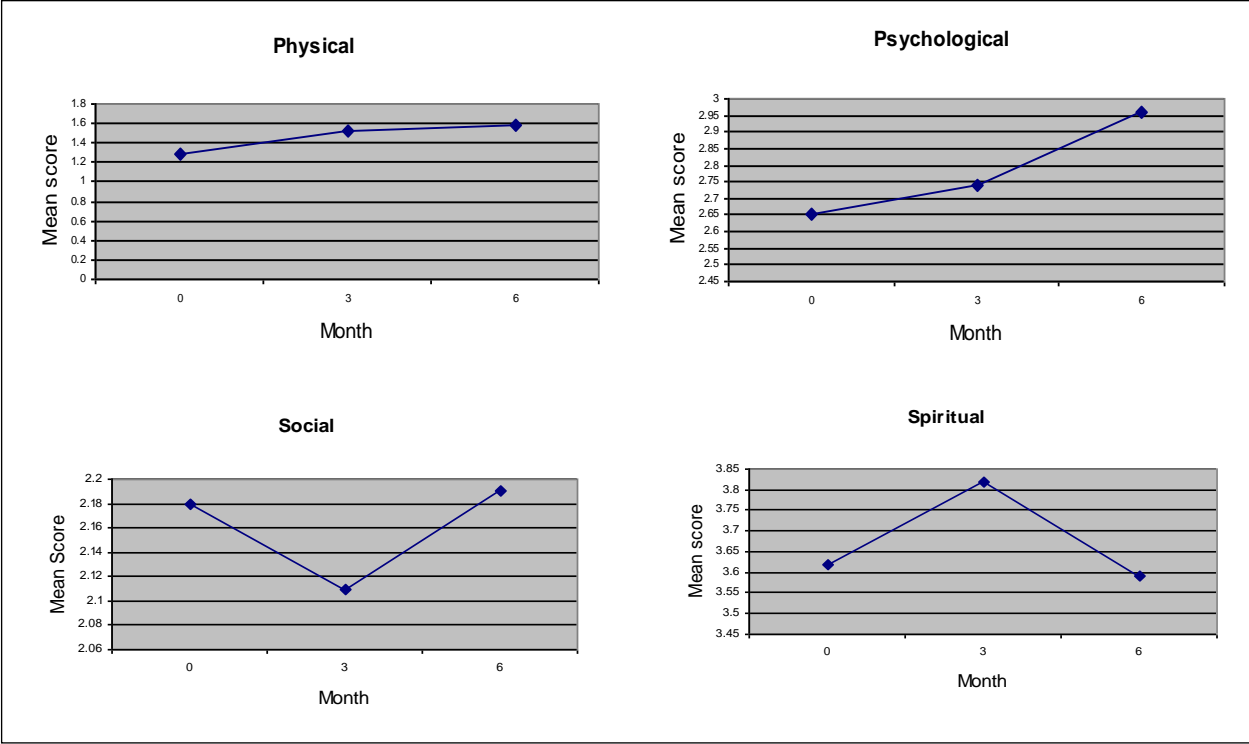 Physical
Mean score
1.8
1.6
1.4
1.2
1
0.8
0.6
0.4
0.2
0
0 3 6
Month
Psychological
Mean score
3
2.95
2.9
2.85
2.8
2.75
2.7
2.65
2.6
2.55
2.5
2.45
0 3 6
Month
Social
Mean Score
2.2
2.18
2.16
2.14
2.12
2.1
2.08
2.06
0 3 6
Month
Spiritual
Mean score
3.85
3.8
3.75
3.7
3.65
3.6
3.55
3.5
3.45
0 3 6
Month